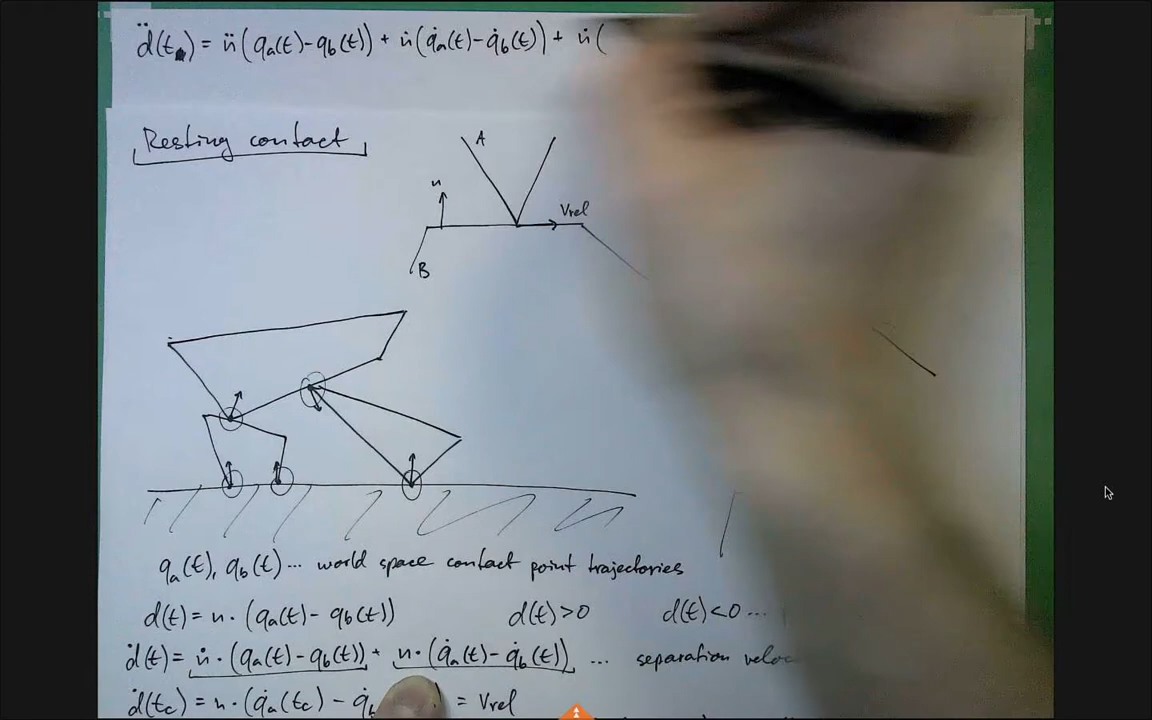 d̈(t ) = n̈(qa(t)-qb(t)) + ṅ(q̇a(t)-q̇b(t)) + ṅ(
Resting contact
A
n
Vrel
B
qa(t), qb(t)... world space contact point trajectories
d(t) = n·(qa(t)- qb(t)) d(t)>0 d(t)<0 ...
ḋ(t) = ṅ·(qa(t)-qb(t)) + n·(q̇a(t)-q̇b(t)) ... separation
ḋ(tc) = n·(q̇a(tc) - q̇b = Vrel